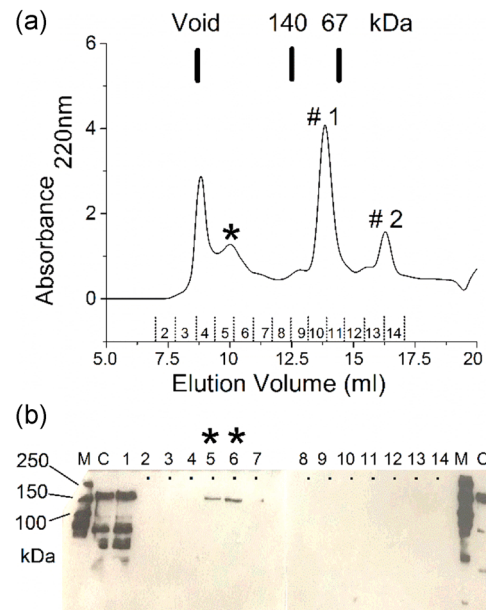 (a)
Void 140 67 kDa
6
4
2
0
Absorbance 220nm
# 1
*
# 2
2 3 4 5 6 7 8 9 10 11 12 13 14
5.0 7.5 10.0 12.5 15.0 17.5 20
Elution Volume (ml)
(b)
* *
M C 1 2 3 4 5 6 7 8 9 10 11 12 13 14 M C
250
150
100
kDa